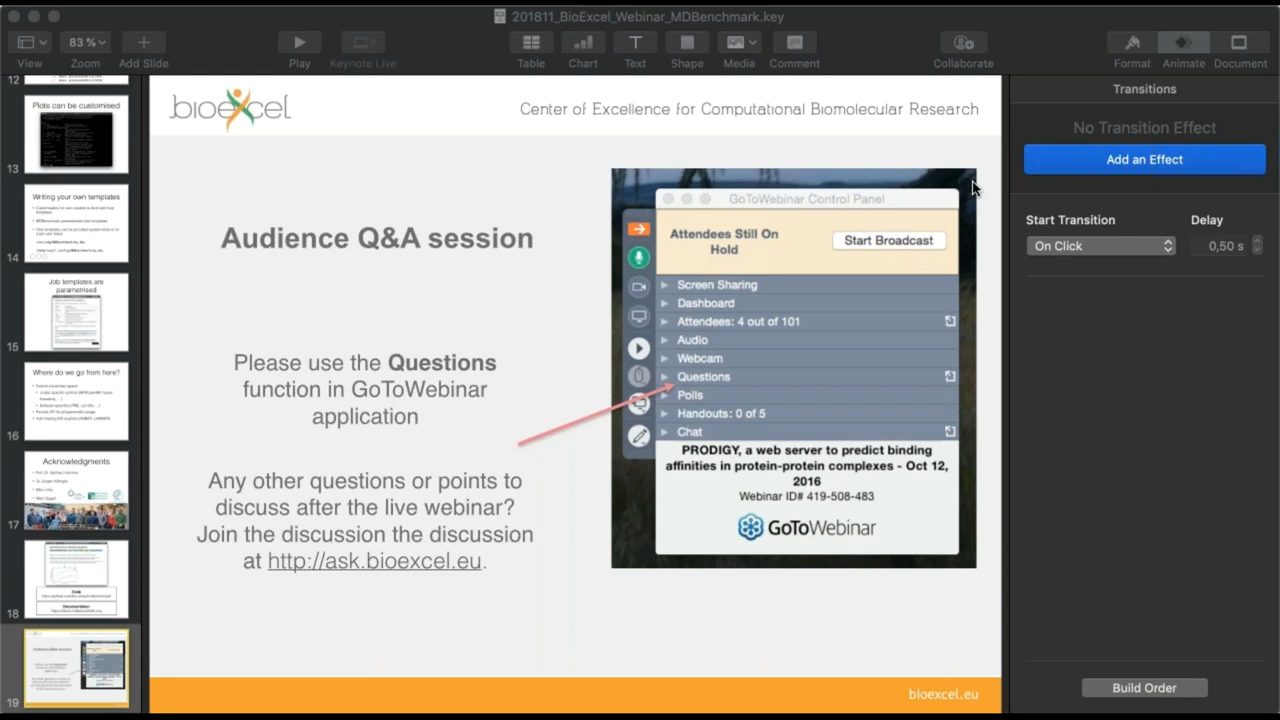 201811_BioExcel_Webinar_MDBenchmark.key
83%
View
Zoom
Add Slide
Play
Keynote Live
Table
Chart
Text
Shape
Media
Comment
Collaborate
Format
Animate
Document
12
Plots can be customised
13
Writing your own templates
14
Job templates are
parametrised
15
Where do we go from here?
16
Acknowledgments
17
Code
Documentation
18
19
bioexcel
Center of Excellence for Computational Biomolecular Research
Audience Q&A session
Please use the Questions
function in GoToWebinar
application
Any other questions or points to
discuss after the live webinar?
Join the discussion the discussion
at http://ask.bioexcel.eu.
GoToWebinar Control Panel
Attendees Still On
Hold
Start Broadcast
Screen Sharing
Dashboard
Attendees: 4 out of 101
Audio
Webcam
Questions
Polls
Handouts: 0 of 5
Chat
PRODIGY, a web server to predict binding
affinities in protein-protein complexes - Oct 12,
2016
Webinar ID# 419-508-483
GoToWebinar
bioexcel.eu
Transitions
No Transition Effect
Add an Effect
Start Transition
Delay
On Click
0,50 s
Build Order